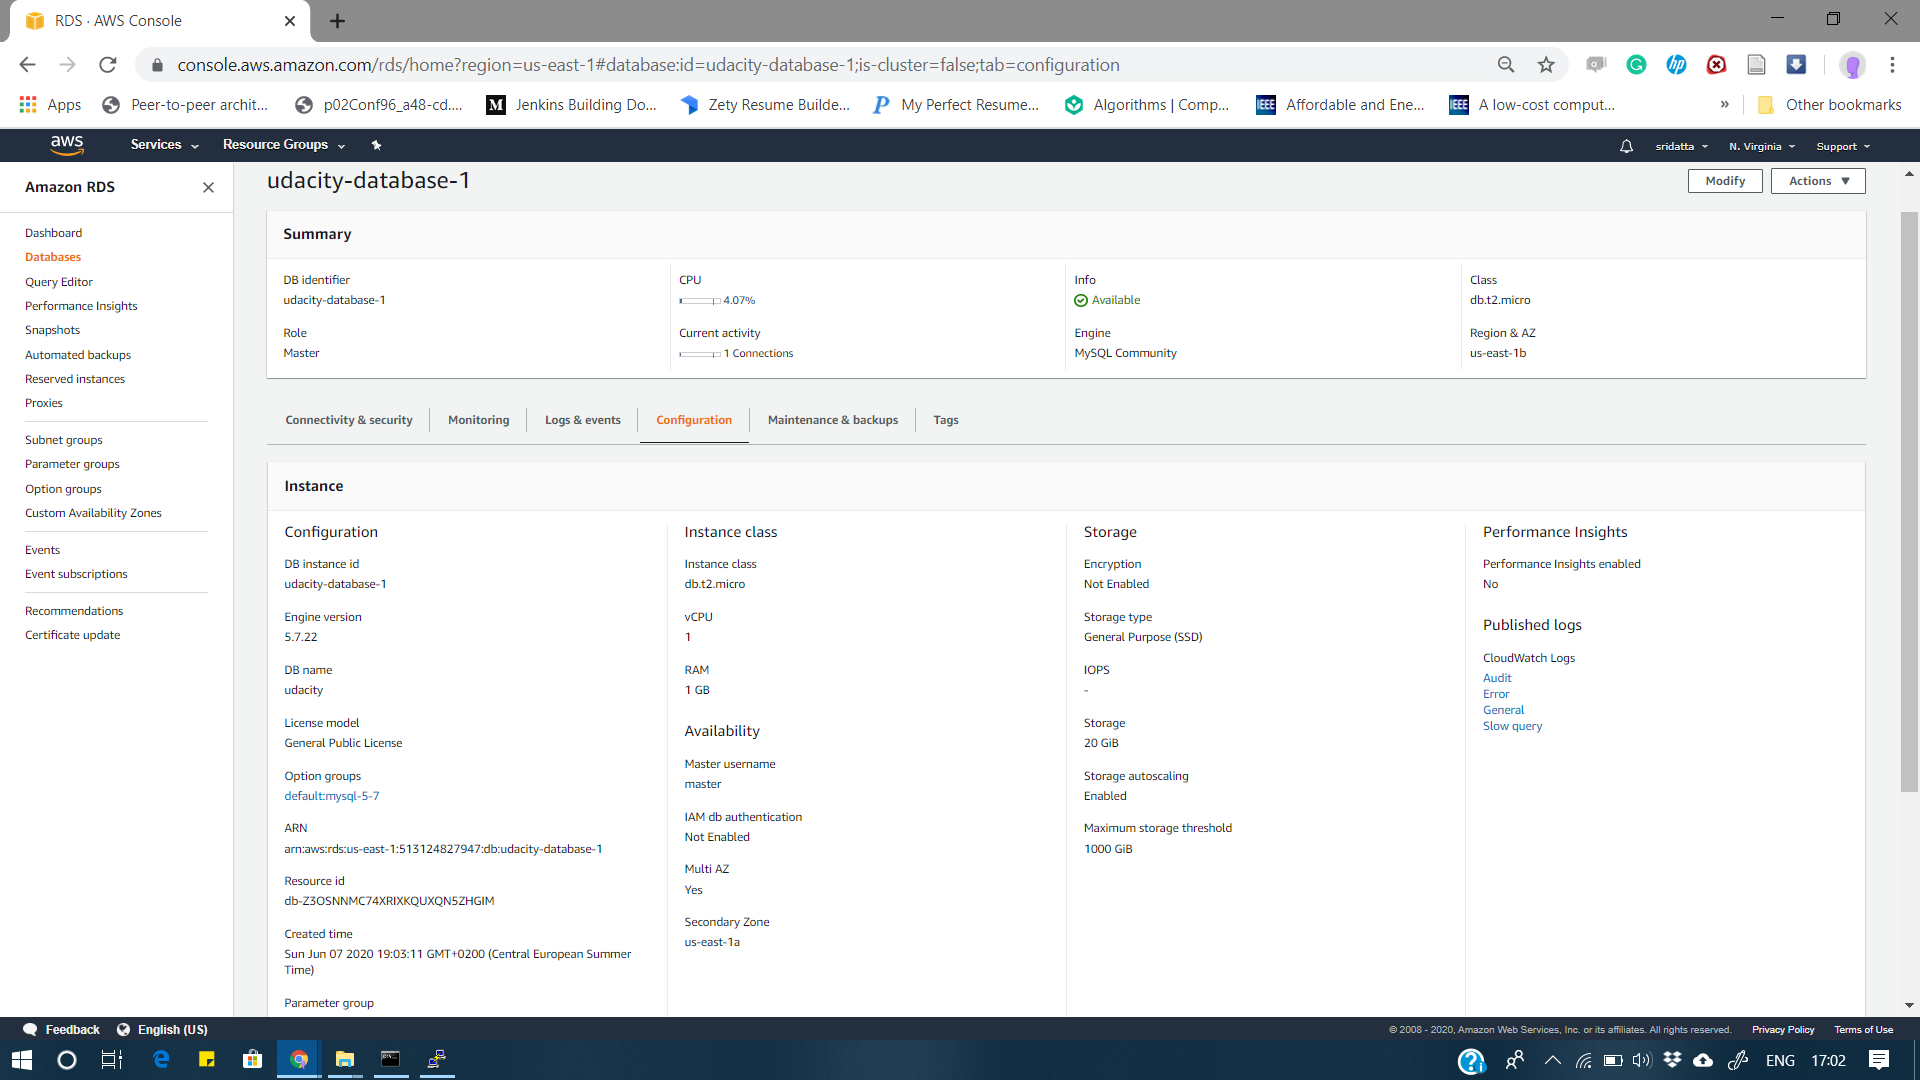 RDS · AWS Console
console.aws.amazon.com/rds/home?region=us-east-1#database:id=udacity-database-1;is-cluster=false;tab=configuration
Apps
Peer-to-peer archit...
p02Conf96_a48-cd....
Jenkins Building Do...
Zety Resume Builde...
My Perfect Resume...
Algorithms | Comp...
IEEE Affordable and Ene...
IEEE A low-cost comput...
»
Other bookmarks
aws
Services
Resource Groups
sridatta
N. Virginia
Support
Amazon RDS
Dashboard
Databases
Query Editor
Performance Insights
Snapshots
Automated backups
Reserved instances
Proxies
Subnet groups
Parameter groups
Option groups
Custom Availability Zones
Events
Event subscriptions
Recommendations
Certificate update
udacity-database-1
Modify
Actions
Summary
DB identifier
udacity-database-1
Role
Master
CPU
4.07%
Current activity
1 Connections
Info
Available
Engine
MySQL Community
Class
db.t2.micro
Region & AZ
us-east-1b
Connectivity & security
Monitoring
Logs & events
Configuration
Maintenance & backups
Tags
Instance
Configuration
DB instance id
udacity-database-1
Engine version
5.7.22
DB name
udacity
License model
General Public License
Option groups
default:mysql-5-7
ARN
arn:aws:rds:us-east-1:513124827947:db:udacity-database-1
Resource id
db-Z3OSNNMC74XRIXKQUXQN5ZHGIM
Created time
Sun Jun 07 2020 19:03:11 GMT+0200 (Central European Summer
Time)
Parameter group
Instance class
Instance class
db.t2.micro
vCPU
1
RAM
1 GB
Availability
Master username
master
IAM db authentication
Not Enabled
Multi AZ
Yes
Secondary Zone
us-east-1a
Storage
Encryption
Not Enabled
Storage type
General Purpose (SSD)
IOPS
-
Storage
20 GiB
Storage autoscaling
Enabled
Maximum storage threshold
1000 GiB
Performance Insights
Performance Insights enabled
No
Published logs
CloudWatch Logs
Audit
Error
General
Slow query
Feedback
English (US)
© 2008 - 2020, Amazon Web Services, Inc. or its affiliates. All rights reserved.
Privacy Policy
Terms of Use
ENG
17:02